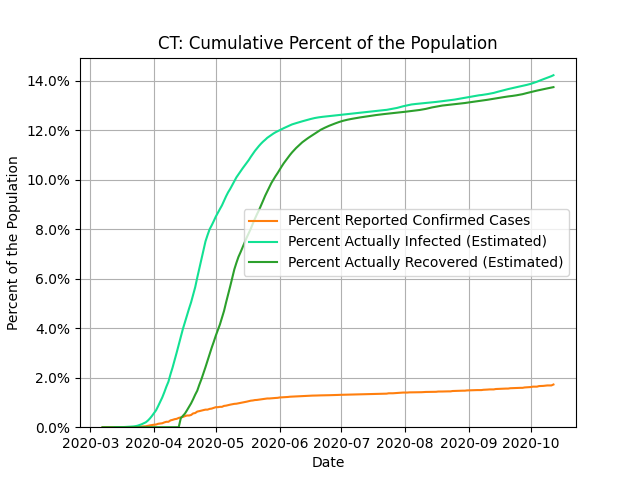 CT: Cumulative Percent of the Population
14.0%
12.0%
10.0%
8.0%
6.0%
4.0%
2.0%
0.0%
Percent of the Population
Percent Reported Confirmed Cases
Percent Actually Infected (Estimated)
Percent Actually Recovered (Estimated)
2020-03 2020-04 2020-05 2020-06 2020-07 2020-08 2020-09 2020-10
Date